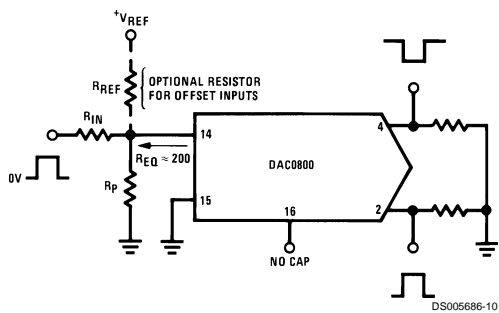 +VREF
RREF
OPTIONAL RESISTOR
FOR OFFSET INPUTS
RIN
0V
REQ ≈ 200
RP
14
15
16
4
2
DAC0800
NO CAP
DS005686-10